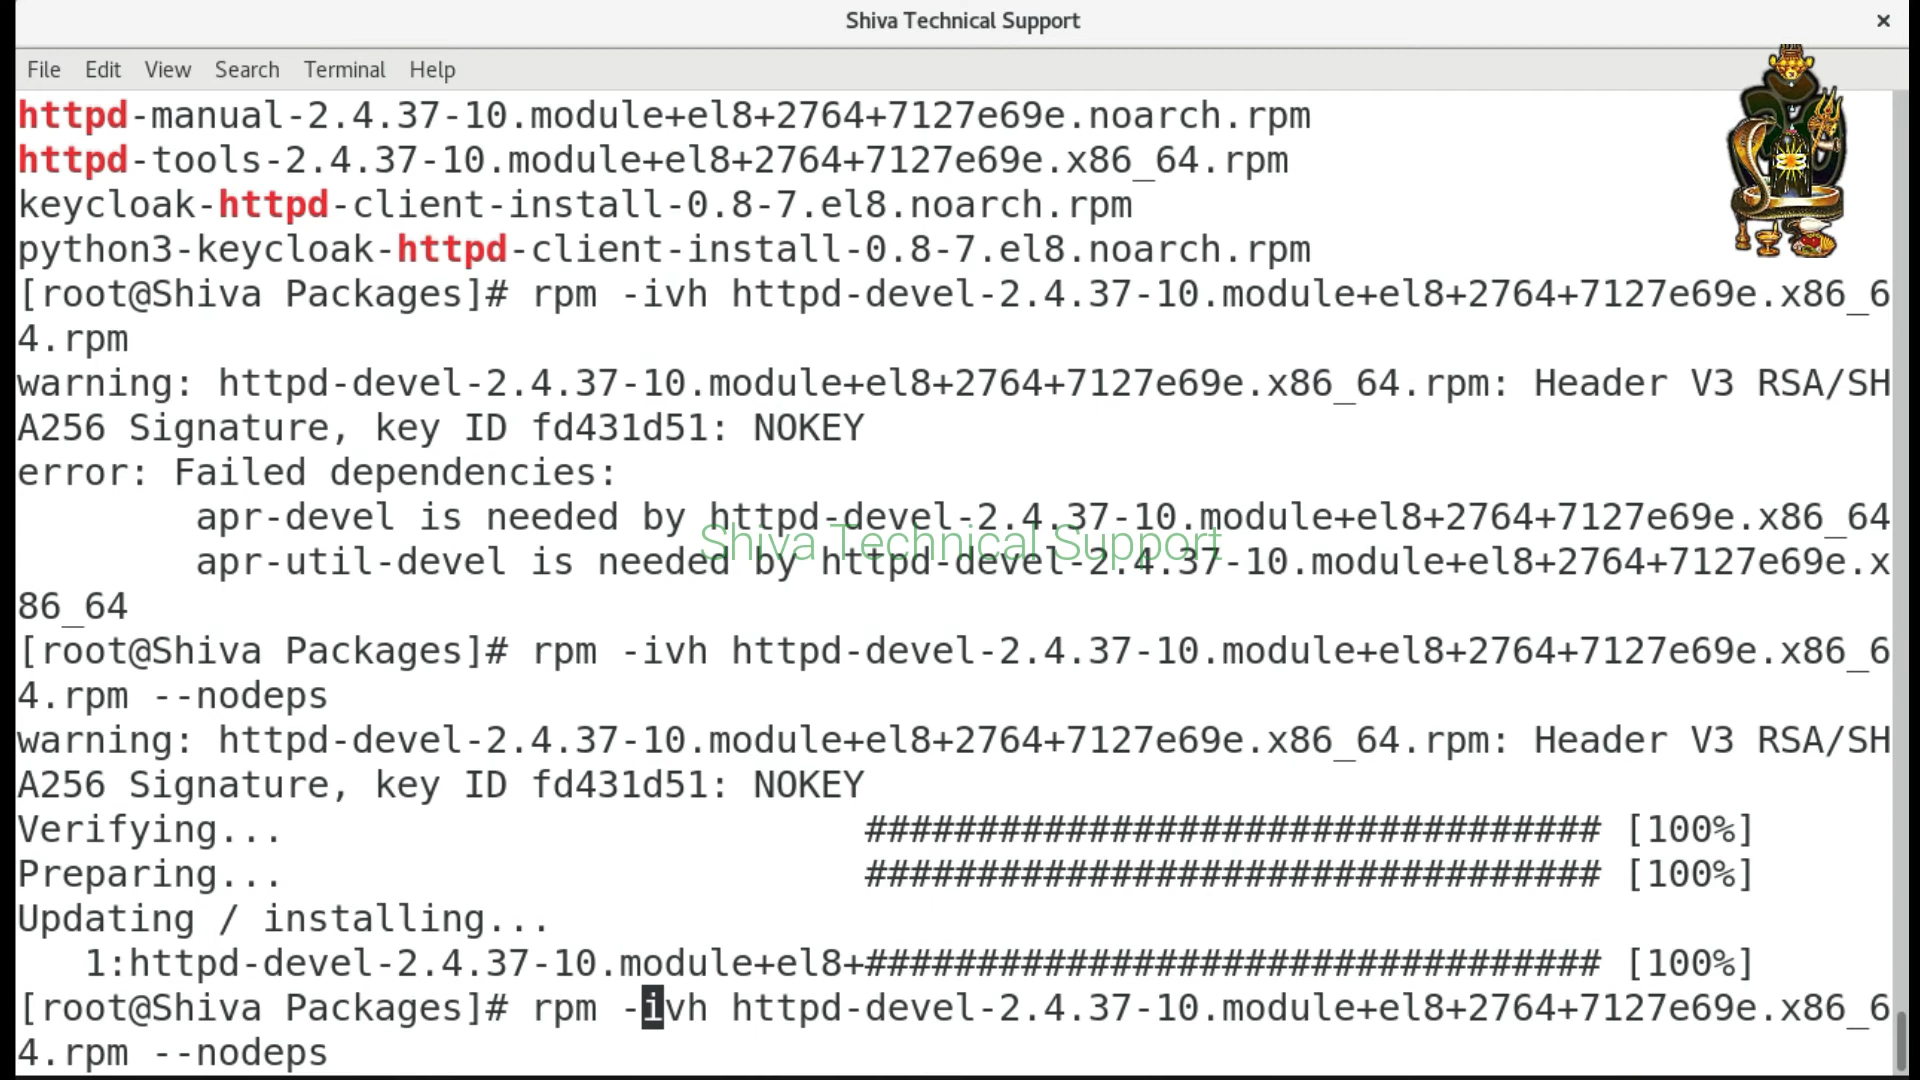 Shiva Technical Support
File Edit View Search Terminal Help
httpd-manual-2.4.37-10.module+el8+2764+7127e69e.noarch.rpm
httpd-tools-2.4.37-10.module+el8+2764+7127e69e.x86_64.rpm
keycloak-httpd-client-install-0.8-7.el8.noarch.rpm
python3-keycloak-httpd-client-install-0.8-7.el8.noarch.rpm
[root@Shiva Packages]# rpm -ivh httpd-devel-2.4.37-10.module+el8+2764+7127e69e.x86_6
4.rpm
warning: httpd-devel-2.4.37-10.module+el8+2764+7127e69e.x86_64.rpm: Header V3 RSA/SH
A256 Signature, key ID fd431d51: NOKEY
error: Failed dependencies:
apr-devel is needed by httpd-devel-2.4.37-10.module+el8+2764+7127e69e.x86_64
Shiva Technical Support
apr-util-devel is needed by httpd-devel-2.4.37-10.module+el8+2764+7127e69e.x
86_64
[root@Shiva Packages]# rpm -ivh httpd-devel-2.4.37-10.module+el8+2764+7127e69e.x86_6
4.rpm --nodeps
warning: httpd-devel-2.4.37-10.module+el8+2764+7127e69e.x86_64.rpm: Header V3 RSA/SH
A256 Signature, key ID fd431d51: NOKEY
Verifying... ################################# [100%]
Preparing... ################################# [100%]
Updating / installing...
1:httpd-devel-2.4.37-10.module+el8+################################# [100%]
[root@Shiva Packages]# rpm -ivh httpd-devel-2.4.37-10.module+el8+2764+7127e69e.x86_6
4.rpm --nodeps